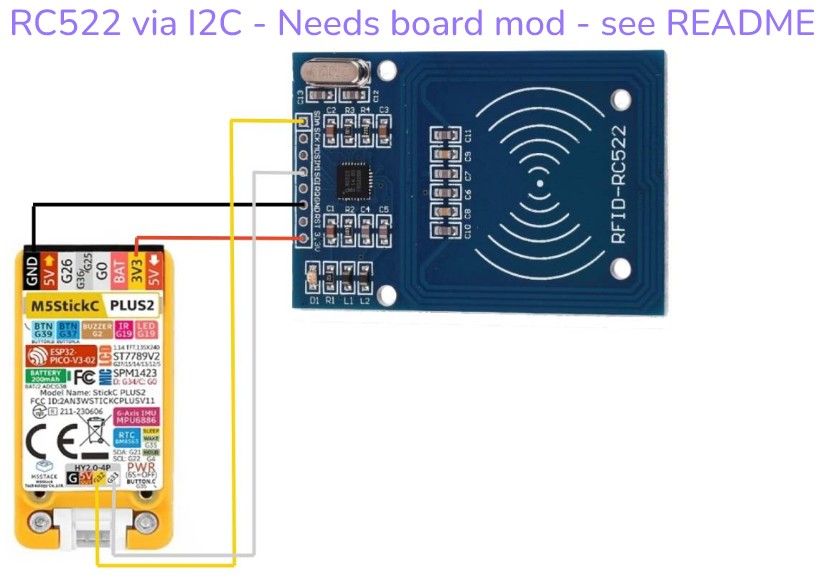 RC522 via I2C - Needs board mod - see README
C13
C12
C2 R3 R4 C3
SDA
SCK
MOSI
MISO
IRQ
GND
RST
3.3V
C11
C9
C7
C6
C8
C10
C1 R2 C4 C5
D1 R1 L1 L2
RFID-RC522
GND
5V
G26
G36/G25
G0
BAT
3V3
5V
M5StickC PLUS2
BTN G39
BTN G37
BUZZER G2
IR G19
LED G19
ESP32-PICO-V3-02
LCD
1.14 TFT,135X240
ST7789V2
BATTERY 200mAh
FC
MIC
SPM1423
D: G34/C: G0
Model Name: StickC PLUS2
FCC ID:2AN3WSTICKCPLUSV11
R 211-230606
6-Axis IMU
MPU6886
CE
RTC
BM8563
SLEEP
WAKE
G35
SDA: G21
SCL: G22
G4
HY2.0-4P
G 5V G32 G33
PWR
(6S=OFF)
BUTTON.C
M5STACK